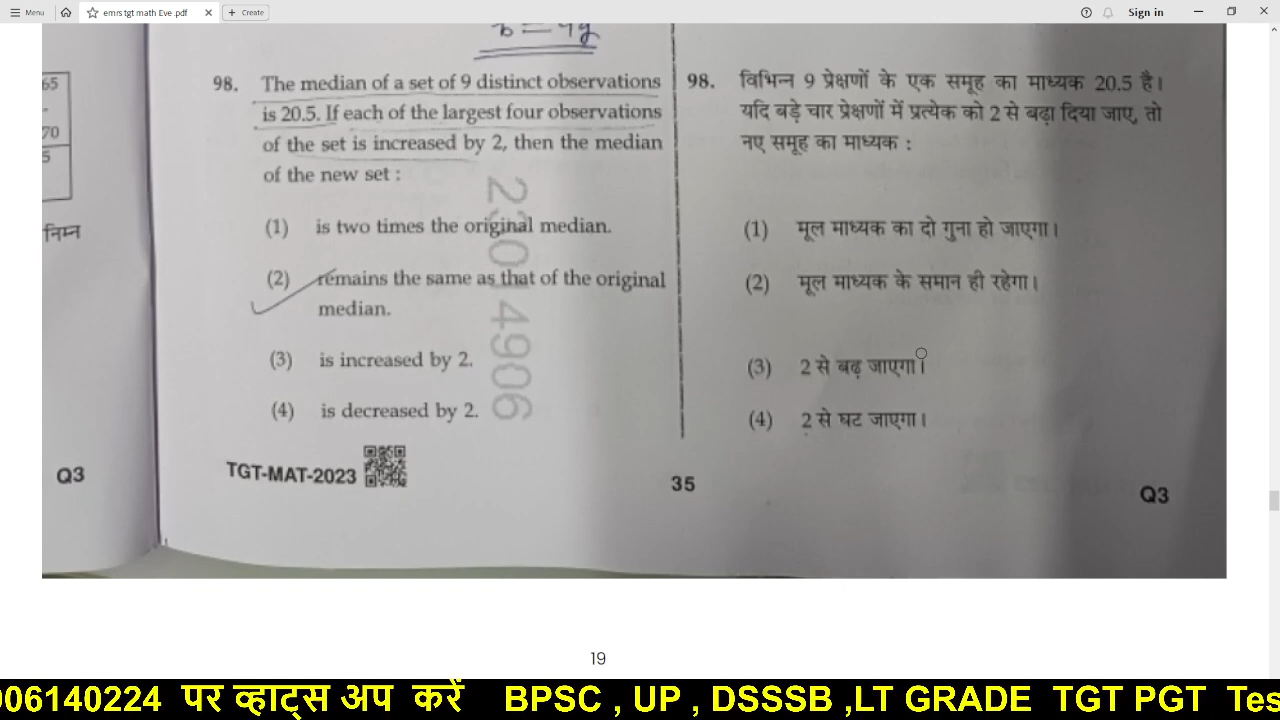 Menu
emrs tgt math Eve .pdf
Create
Sign in
65
70
5
निम्न
Q3
98. The median of a set of 9 distinct observations
is 20.5. If each of the largest four observations
of the set is increased by 2, then the median
of the new set :
(1) is two times the original median.
(2) remains the same as that of the original
median.
(3) is increased by 2.
(4) is decreased by 2.
TGT-MAT-2023
35
23014906
98. विभिन्न 9 प्रेक्षणों के एक समूह का माध्यक 20.5 है।
यदि बड़े चार प्रेक्षणों में प्रत्येक को 2 से बढ़ा दिया जाए, तो
नए समूह का माध्यक :
(1) मूल माध्यक का दो गुना हो जाएगा।
(2) मूल माध्यक के समान ही रहेगा।
(3) 2 से बढ़ जाएगा।
(4) 2 से घट जाएगा।
Q3
19
006140224 पर व्हाट्स अप करें BPSC , UP , DSSSB ,LT GRADE TGT PGT Tes